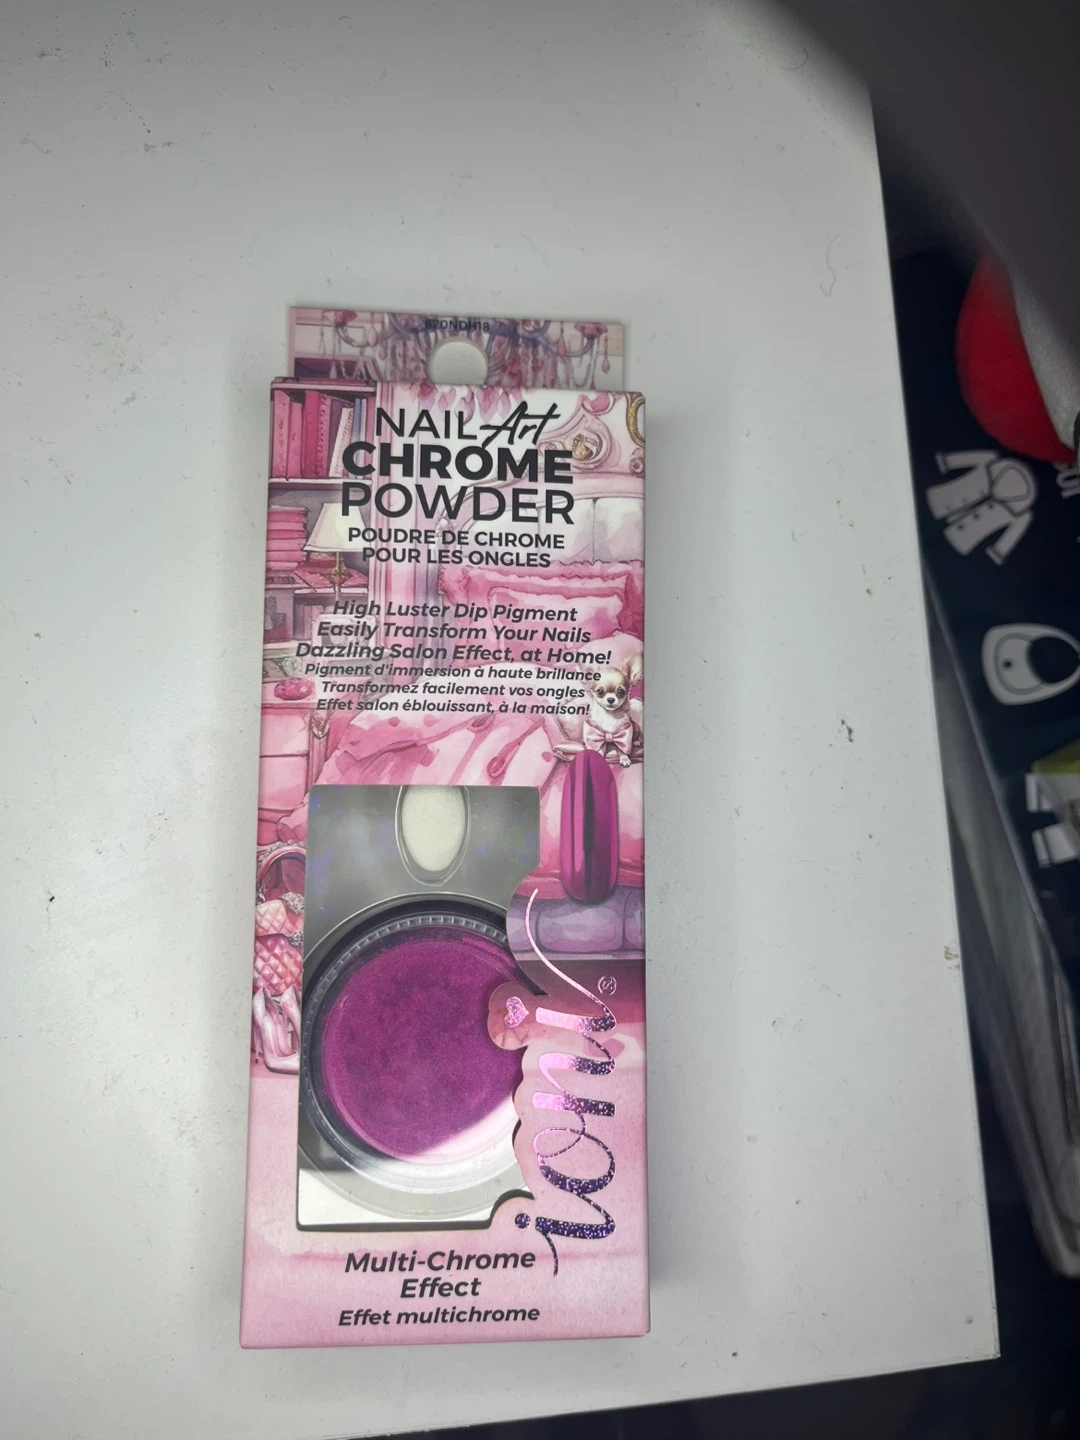 NAIL Art
CHROME
POWDER
POUDRE DE CHROME
POUR LES ONGLES
High Luster Dip Pigment
Easily Transform Your Nails
Dazzling Salon Effect, at Home!
Pigment d'immersion à haute brillance
Transformez facilement vos ongles
Effet salon éblouissant, à la maison!
®
Multi-Chrome
Effect
Effet multichrome